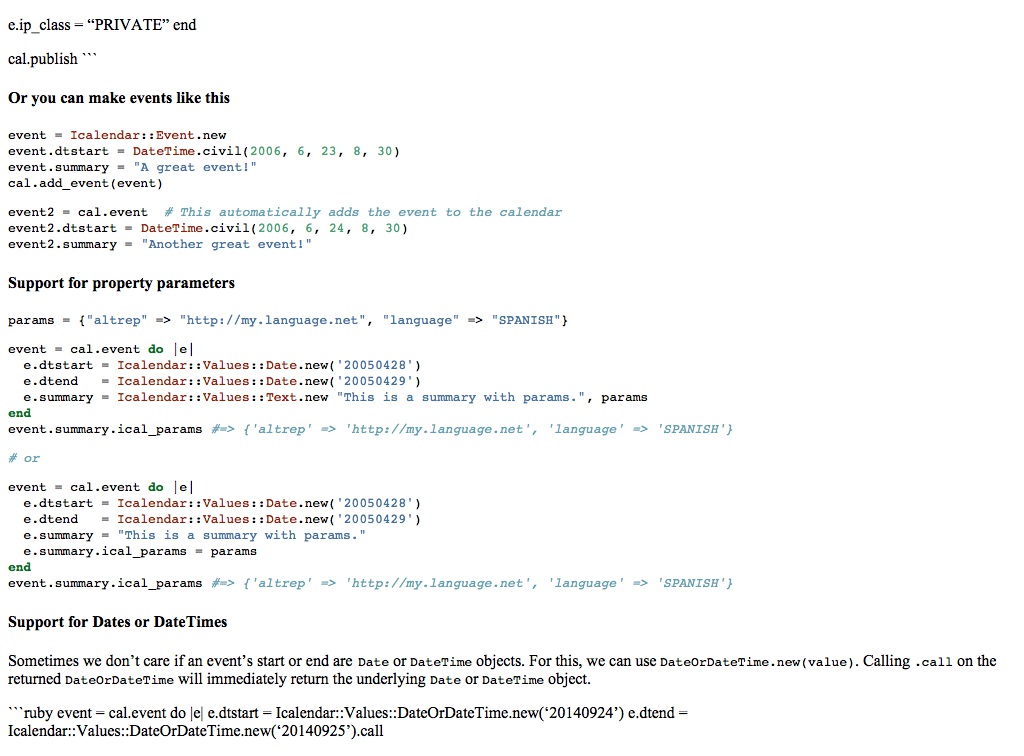 e.ip_class = “PRIVATE” end
cal.publish ```
Or you can make events like this
event = Icalendar::Event.new
event.dtstart = DateTime.civil(2006, 6, 23, 8, 30)
event.summary = "A great event!"
cal.add_event(event)
event2 = cal.event  # This automatically adds the event to the calendar
event2.dtstart = DateTime.civil(2006, 6, 24, 8, 30)
event2.summary = "Another great event!"
Support for property parameters
params = {"altrep" => "http://my.language.net", "language" => "SPANISH"}
event = cal.event do |e|
  e.dtstart = Icalendar::Values::Date.new('20050428')
  e.dtend   = Icalendar::Values::Date.new('20050429')
  e.summary = Icalendar::Values::Text.new "This is a summary with params.", params
end
event.summary.ical_params #=> {'altrep' => 'http://my.language.net', 'language' => 'SPANISH'}
# or
event = cal.event do |e|
  e.dtstart = Icalendar::Values::Date.new('20050428')
  e.dtend   = Icalendar::Values::Date.new('20050429')
  e.summary = "This is a summary with params."
  e.summary.ical_params = params
end
event.summary.ical_params #=> {'altrep' => 'http://my.language.net', 'language' => 'SPANISH'}
Support for Dates or DateTimes
Sometimes we don’t care if an event’s start or end are Date or DateTime objects. For this, we can use DateOrDateTime.new(value). Calling .call on the
returned DateOrDateTime will immediately return the underlying Date or DateTime object.
```ruby event = cal.event do |e| e.dtstart = Icalendar::Values::DateOrDateTime.new(‘20140924’) e.dtend =
Icalendar::Values::DateOrDateTime.new(‘20140925’).call